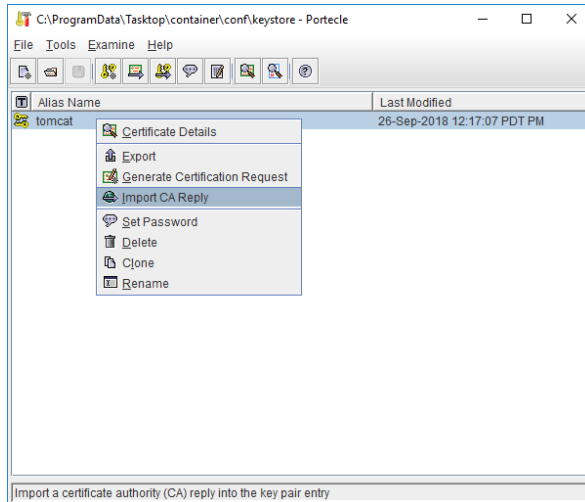 C:\ProgramData\Tasktop\container\conf\keystore - Portecle
File Tools Examine Help
T Alias Name Last Modified
tomcat 26-Sep-2018 12:17:07 PDT PM
Certificate Details
Export
Generate Certification Request
Import CA Reply
Set Password
Delete
Clone
Rename
Import a certificate authority (CA) reply into the key pair entry